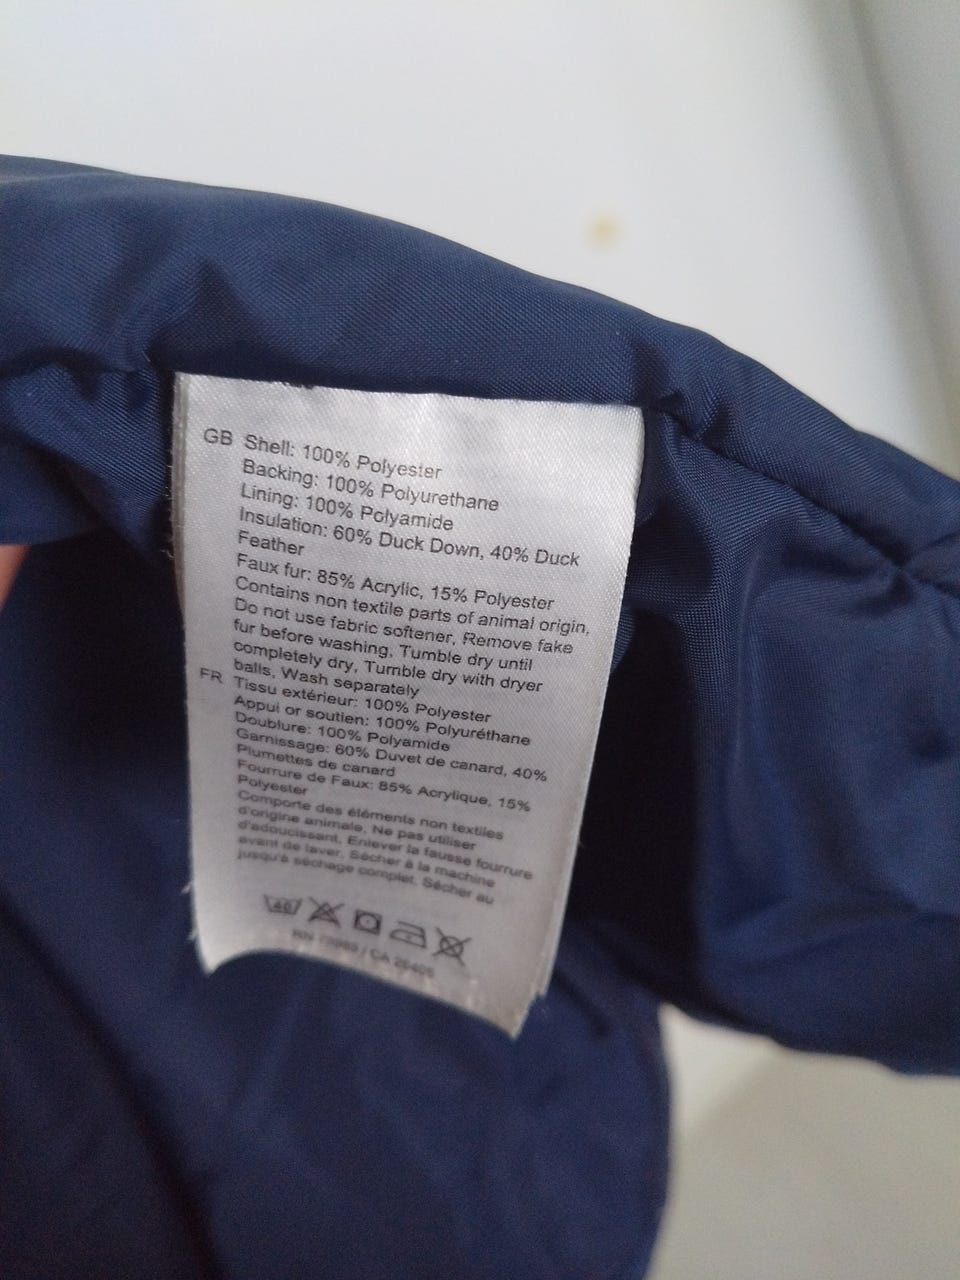 GB Shell: 100% Polyester
Backing: 100% Polyurethane
Lining: 100% Polyamide
Insulation: 60% Duck Down, 40% Duck
Feather
Faux fur: 85% Acrylic, 15% Polyester
Contains non textile parts of animal origin,
Do not use fabric softener, Remove fake
fur before washing, Tumble dry until
completely dry, Tumble dry with dryer
balls, Wash separately
FR Tissu extérieur: 100% Polyester
Appui or soutien: 100% Polyuréthane
Doublure: 100% Polyamide
Garnissage: 60% Duvet de canard, 40%
Plumettes de canard
Fourrure de Faux: 85% Acrylique, 15%
Polyester
Comporte des éléments non textiles
d'origine animale, Ne pas utiliser
d'adoucissant, Enlever la fausse fourrure
avant de laver, Sécher à la machine
jusqu'à séchage complet, Sécher au
40
RN / CA